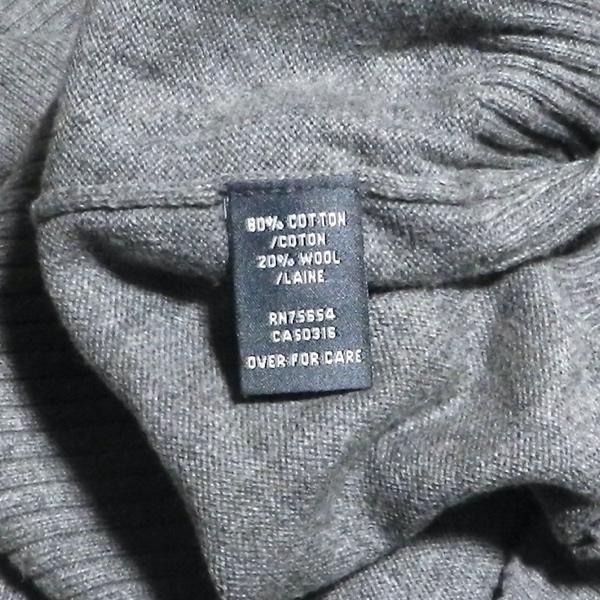 80% COTTON
/COTON
20% WOOL
/LAINE
RN75654
CA50316
OVER FOR CARE